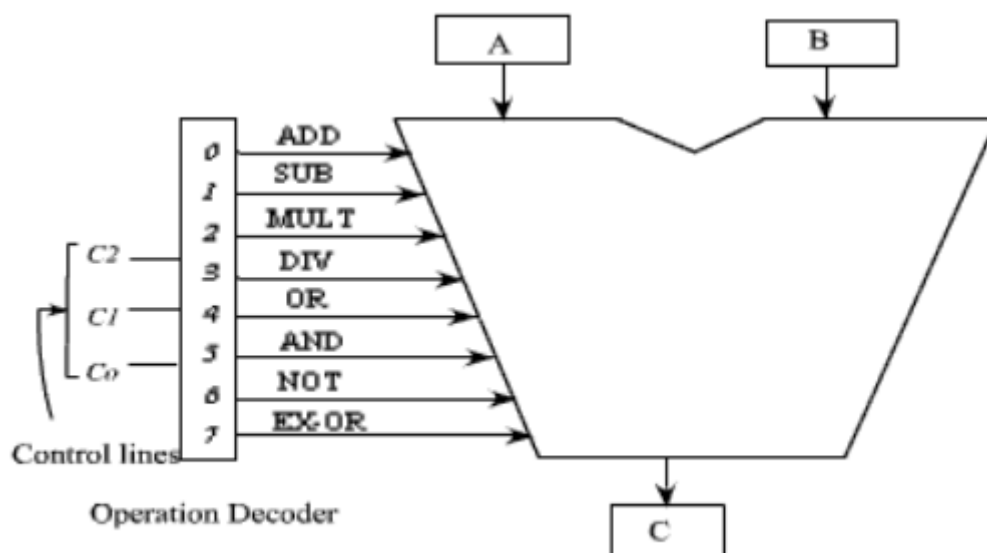 A
B
0
ADD
1
SUB
2
MULT
C2
3
DIV
4
OR
C1
5
AND
Co
6
NOT
7
EX-OR
Control lines
Operation Decoder
C